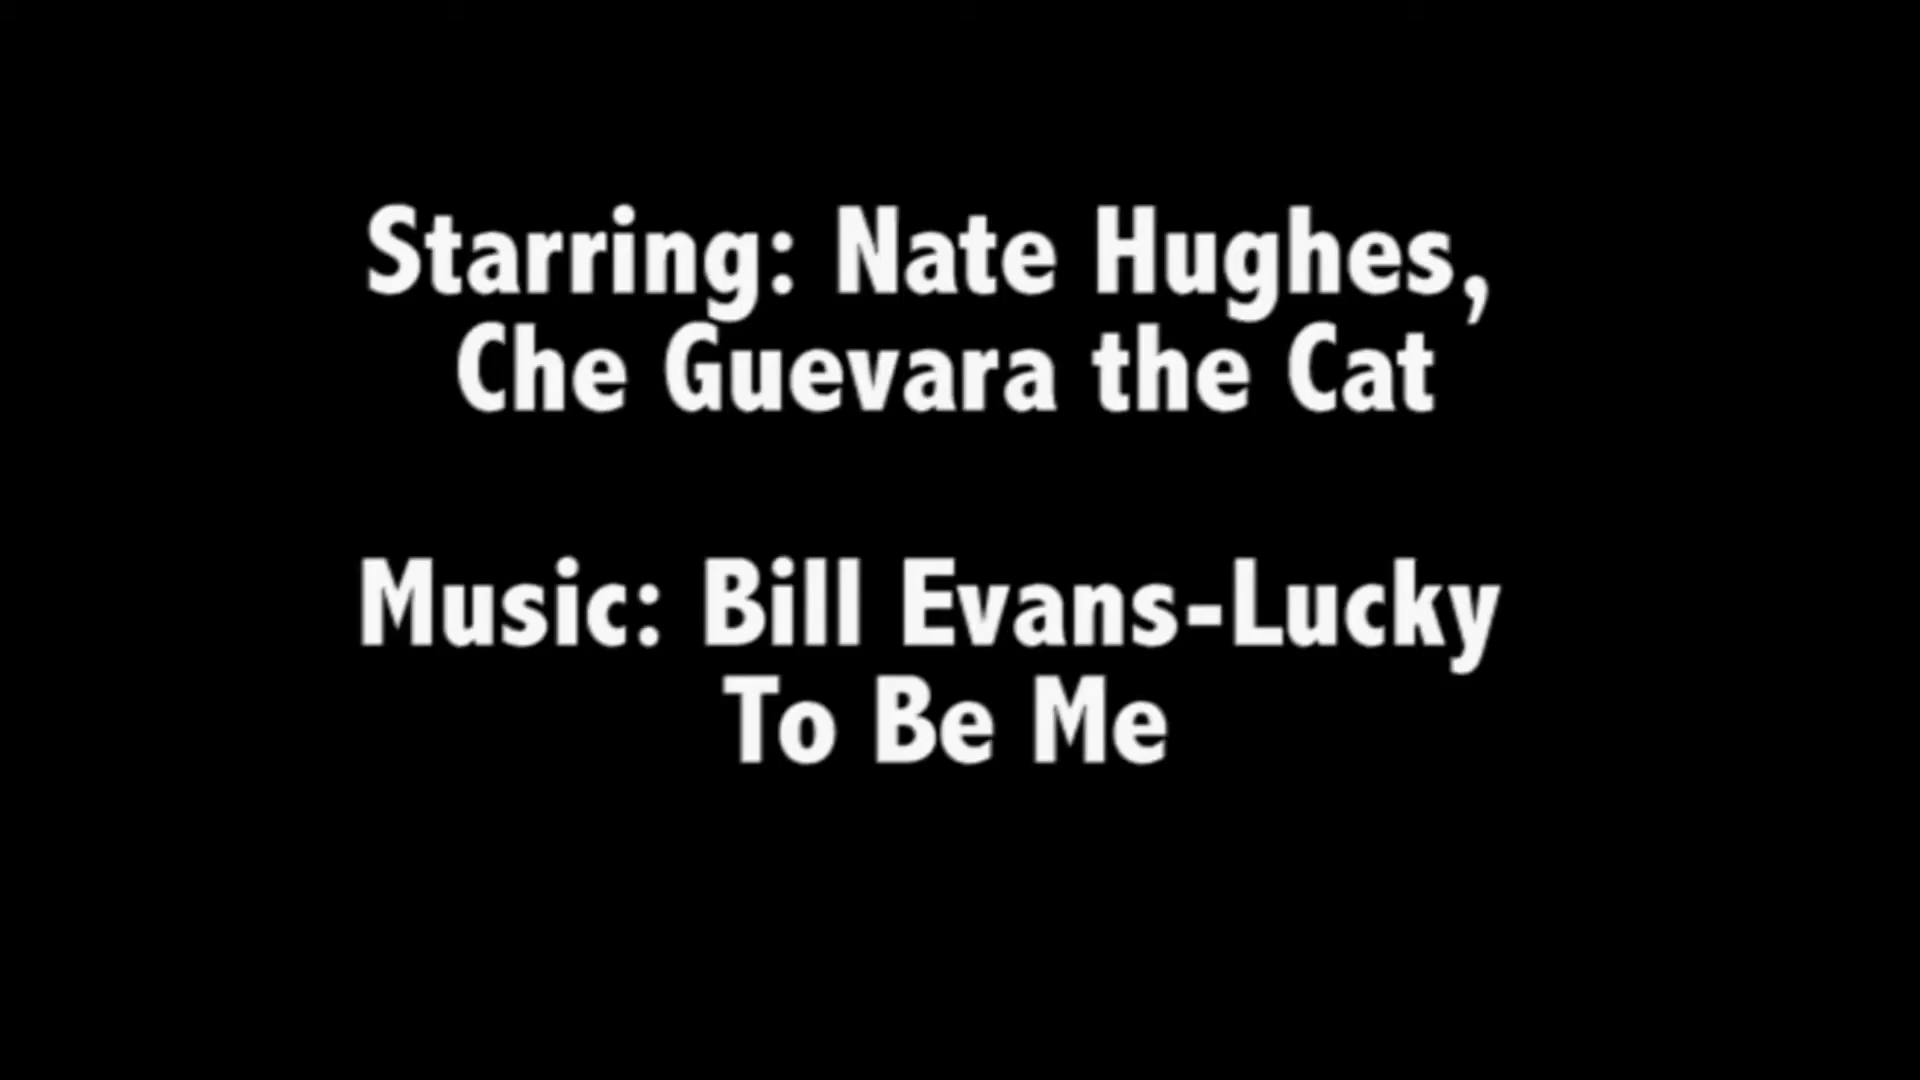 Starring: Nate Hughes,
Che Guevara the Cat
Music: Bill Evans-Lucky
To Be Me